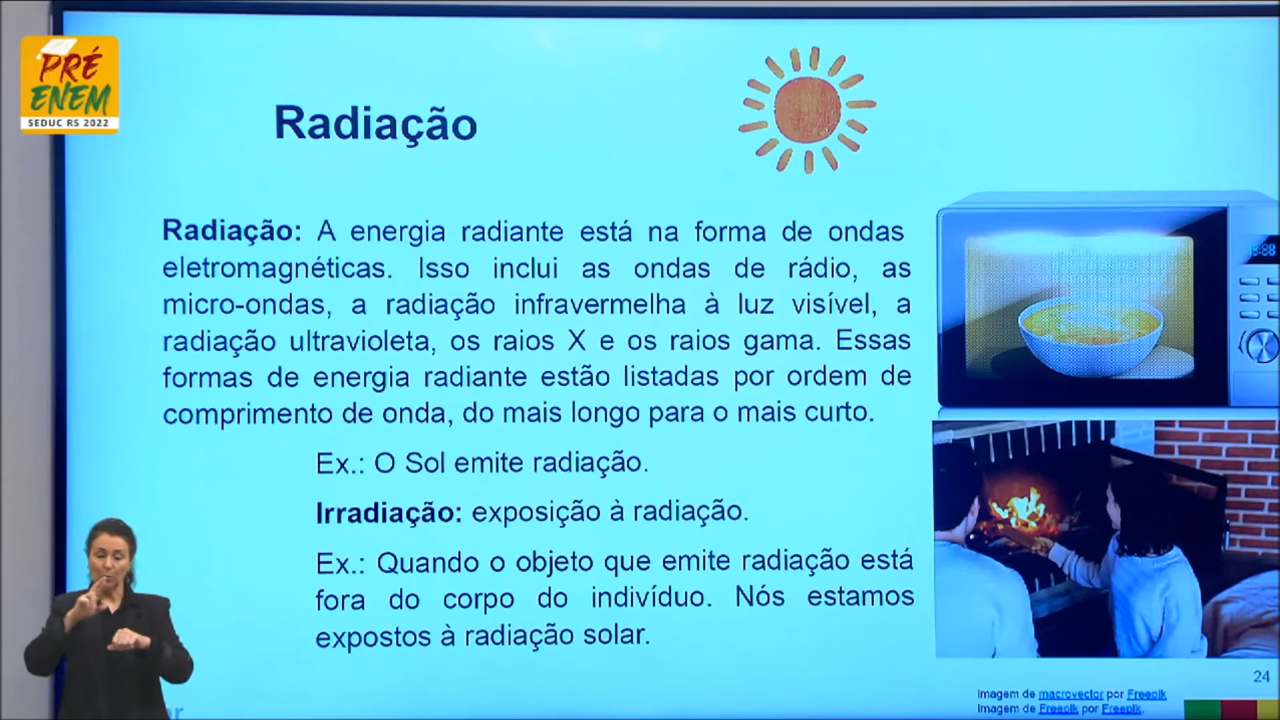 PRÉ
ENEM
SEDUC RS 2022
Radiação
Radiação: A energia radiante está na forma de ondas
eletromagnéticas. Isso inclui as ondas de rádio, as
micro-ondas, a radiação infravermelha à luz visível, a
radiação ultravioleta, os raios X e os raios gama. Essas
formas de energia radiante estão listadas por ordem de
comprimento de onda, do mais longo para o mais curto.
Ex.: O Sol emite radiação.
Irradiação: exposição à radiação.
Ex.: Quando o objeto que emite radiação está
fora do corpo do indivíduo. Nós estamos
expostos à radiação solar.
24
Imagem de macrovector por Freepik
Imagem de Freepik por Freepik.